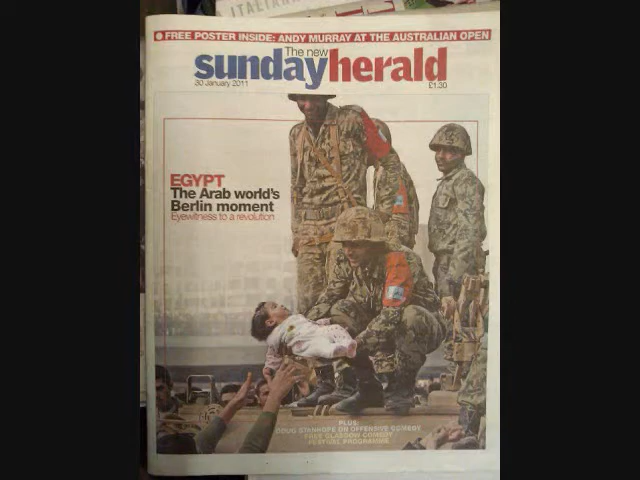 ITALIAN
FREE POSTER INSIDE: ANDY MURRAY AT THE AUSTRALIAN OPEN
The new
sundayherald
30 January 2011
£1.30
EGYPT
The Arab world's
Berlin moment
Eyewitness to a revolution
PLUS:
DOUG STANHOPE ON OFFENSIVE COMEDY
FREE GLASGOW COMEDY
FESTIVAL PROGRAMME